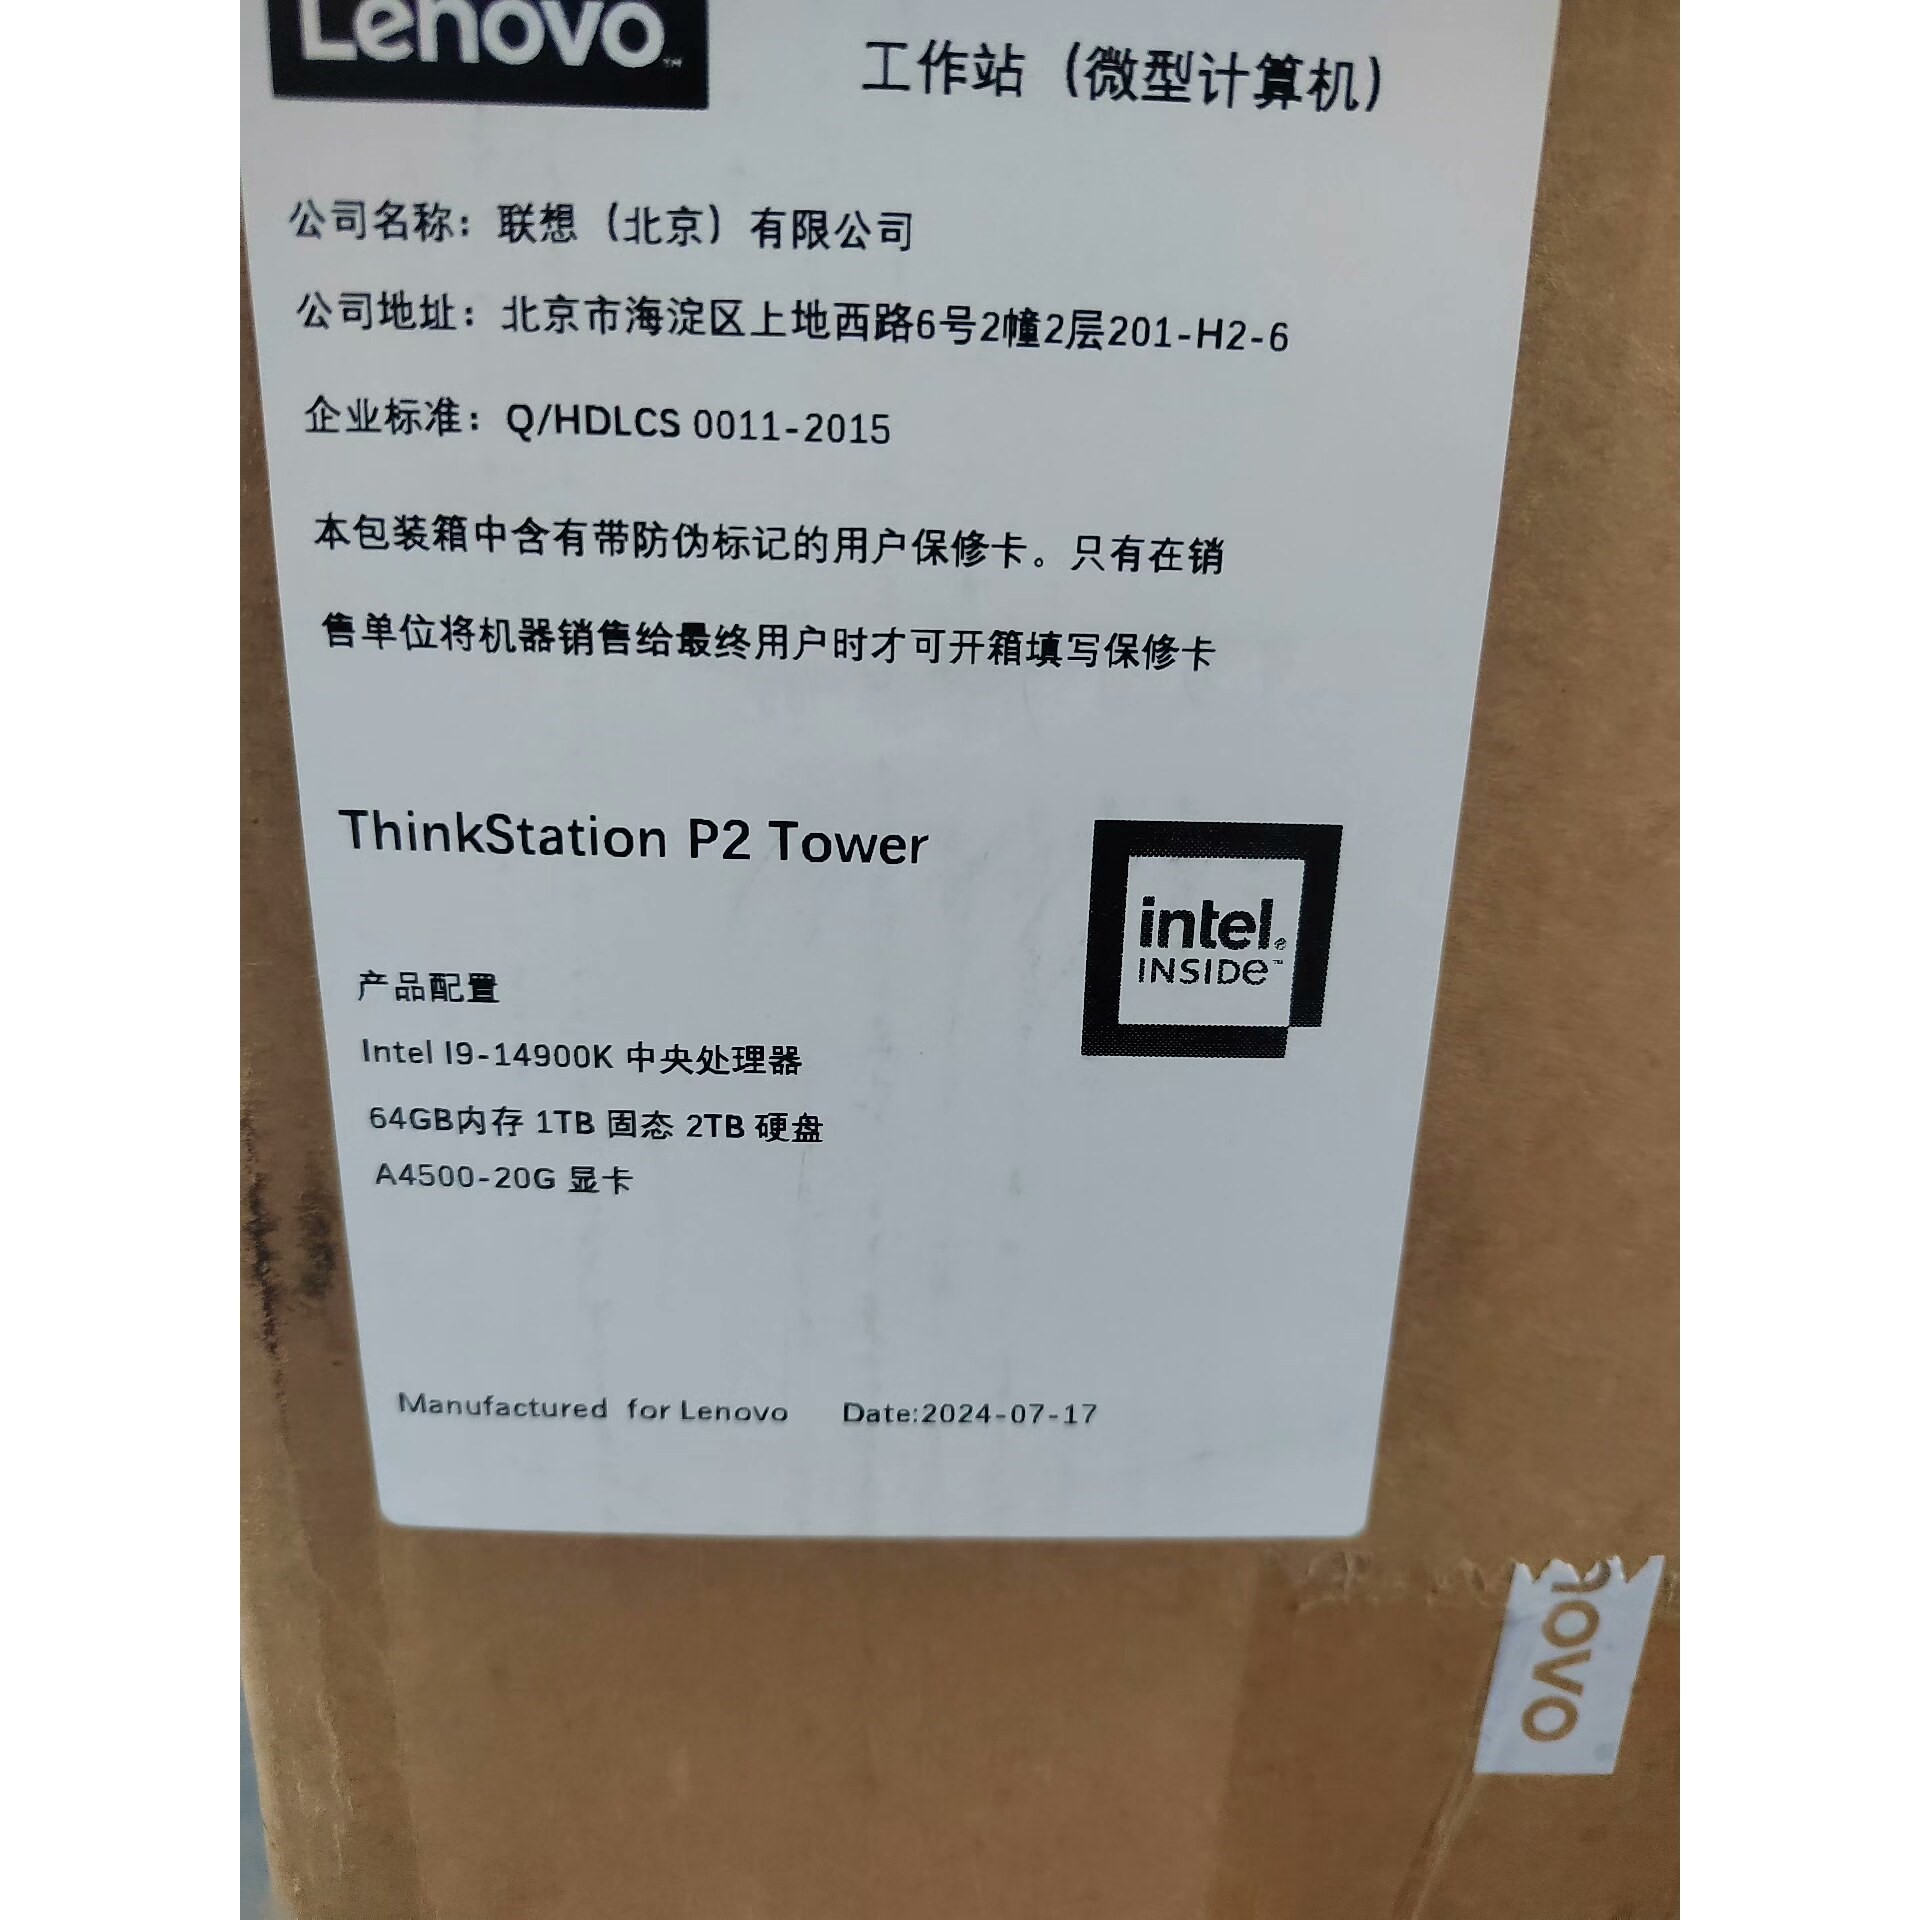 Lenovo™
工作站（微型计算机）
公司名称：联想（北京）有限公司
公司地址：北京市海淀区上地西路6号2幢2层201-H2-6
企业标准：Q/HDLCS 0011-2015
本包装箱中含有带防伪标记的用户保修卡。只有在销
售单位将机器销售给最终用户时才可开箱填写保修卡
ThinkStation P2 Tower
intel®
INSIDe™
产品配置
Intel I9-14900K 中央处理器
64GB内存 1TB 固态 2TB 硬盘
A4500-20G 显卡
Manufactured for Lenovo Date:2024-07-17
novo